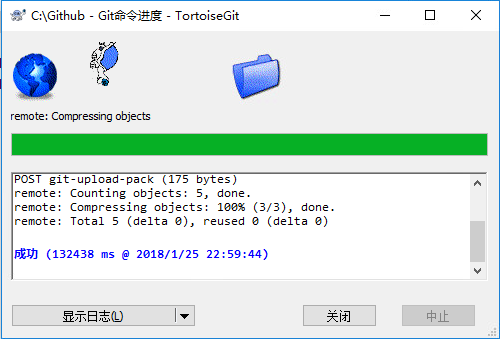 C:\Github - Git命令进度 - TortoiseGit
remote: Compressing objects
POST git-upload-pack (175 bytes)
remote: Counting objects: 5, done.
remote: Compressing objects: 100% (3/3), done.
remote: Total 5 (delta 0), reused 0 (delta 0)
成功 (132438 ms @ 2018/1/25 22:59:44)
显示日志(L)
关闭
中止